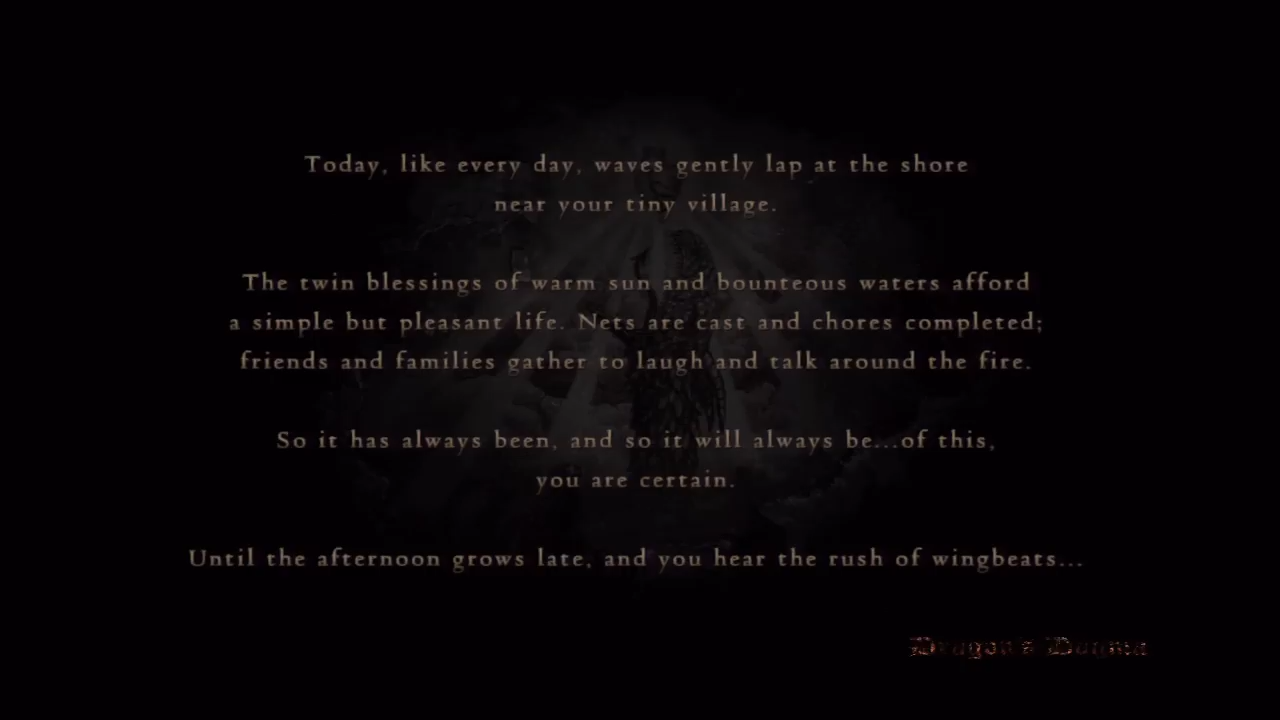 Today, like every day, waves gently lap at the shore
near your tiny village.
The twin blessings of warm sun and bounteous waters afford
a simple but pleasant life. Nets are cast and chores completed;
friends and families gather to laugh and talk around the fire.
So it has always been, and so it will always be...of this,
you are certain.
Until the afternoon grows late, and you hear the rush of wingbeats...
Dragon's Dogma